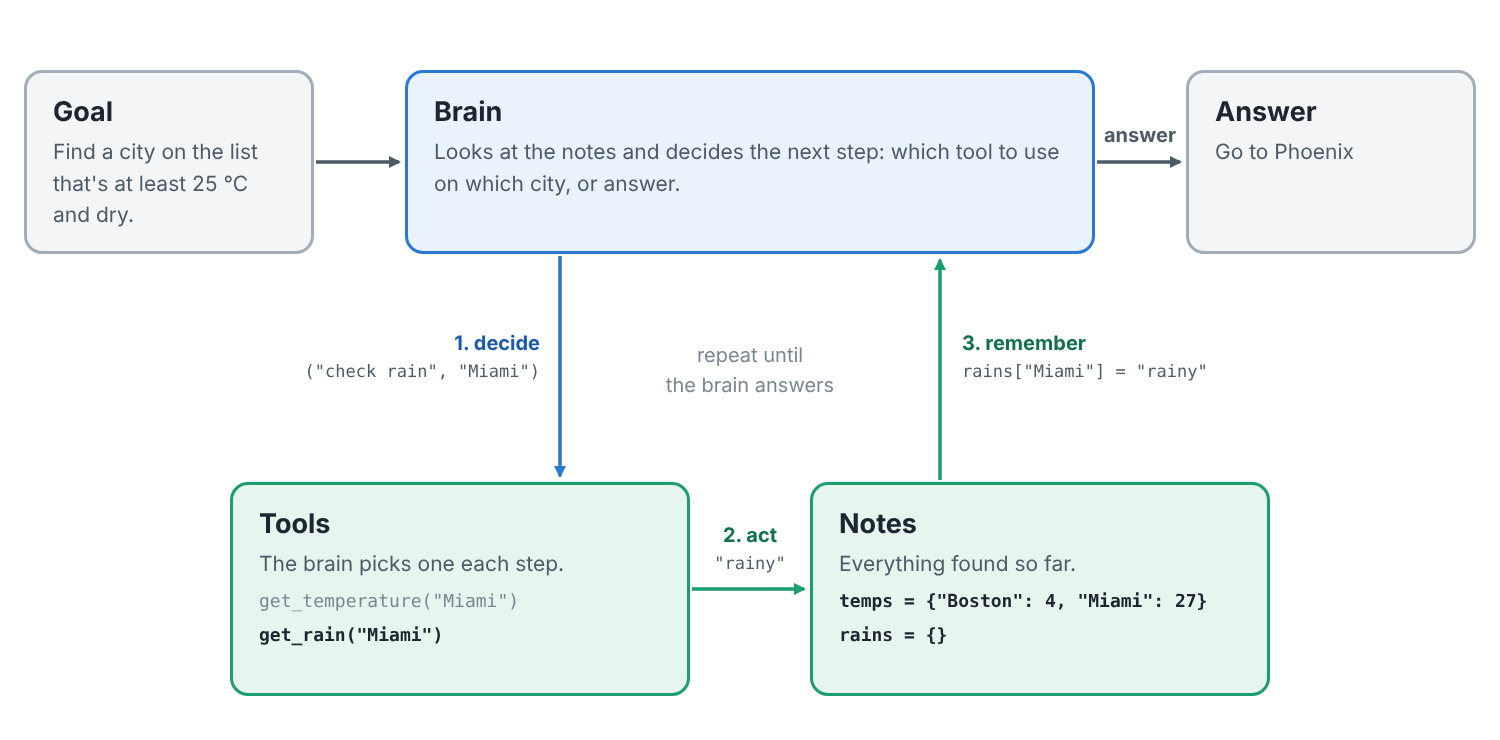 Goal
Find a city on the list
that's at least 25 °C
and dry.
Brain
Looks at the notes and decides the next step: which tool to use
on which city, or answer.
answer
Answer
Go to Phoenix
1. decide
("check rain", "Miami")
repeat until
the brain answers
3. remember
rains["Miami"] = "rainy"
Tools
The brain picks one each step.
get_temperature("Miami")
get_rain("Miami")
2. act
"rainy"
Notes
Everything found so far.
temps = {"Boston": 4, "Miami": 27}
rains = {}